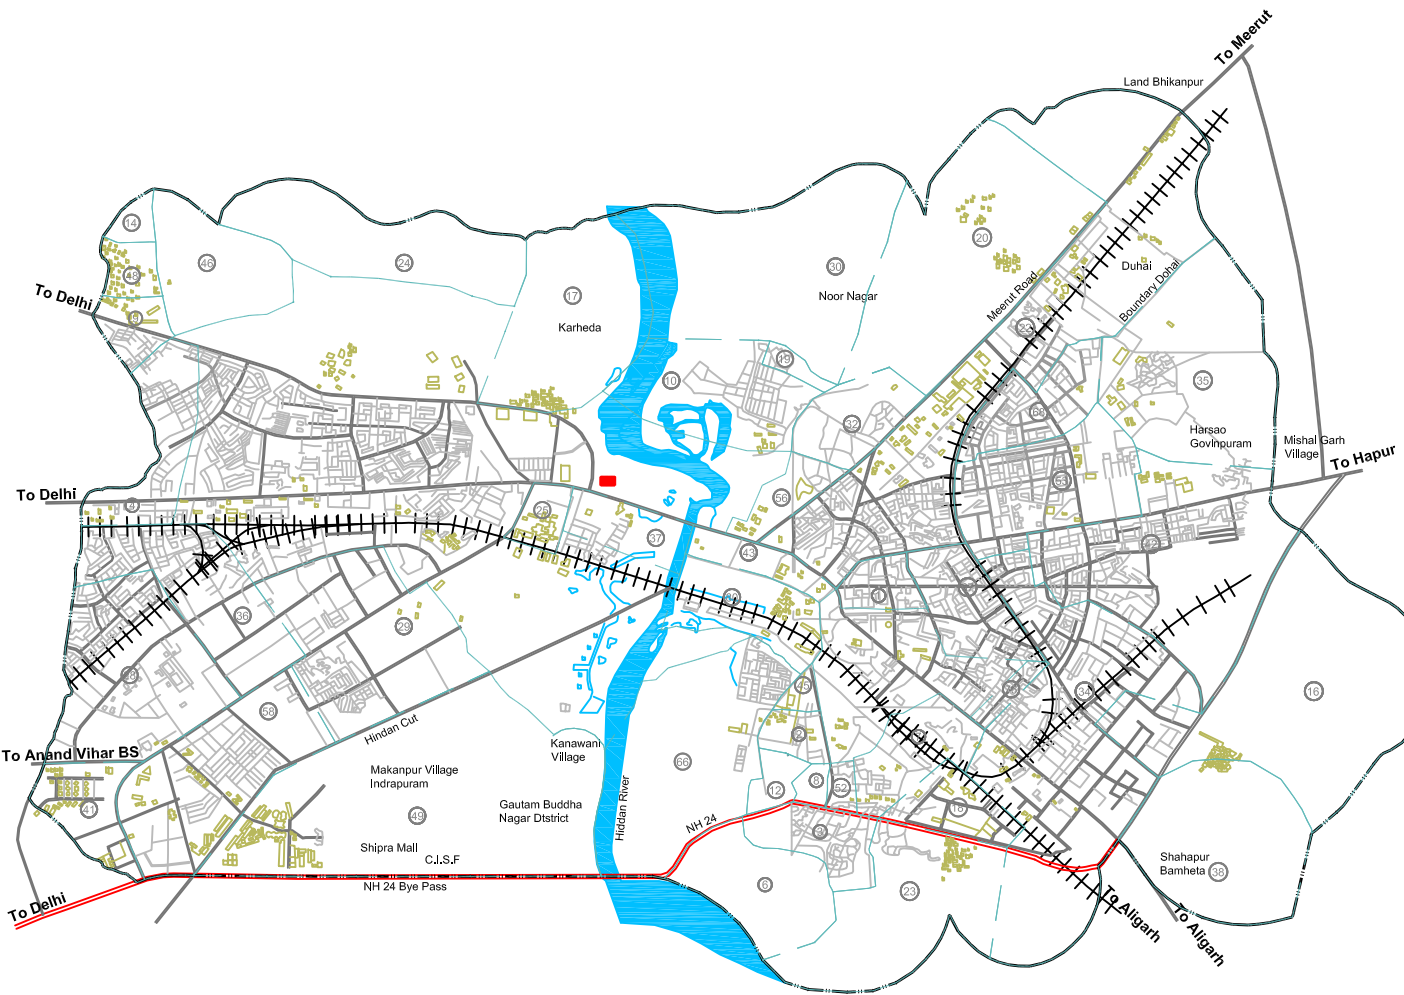 To Meerut
Land Bhikanpur
14
20
48
46
24
30
Duhai
17
Noor Nagar
Meerut Road
Boundary Dohai
To Delhi
Karheda
19
10
35
68
32
Harsao
Govinpuram
Mishal Garh
Village
To Hapur
53
To Delhi
56
25
37
43
36
29
34
16
45
58
Hindan Cut
2
Kanawani
Village
To Anand Vihar BS
66
Makanpur Village
Indrapuram
8
52
12
41
Gautam Buddha
Nagar Dtstrict
Hiddan River
49
NH 24
Shipra Mall
C.I.S.F
Shahapur
Bamheta
38
NH 24 Bye Pass
6
23
To Delhi
To Aligarh
To Aligarh